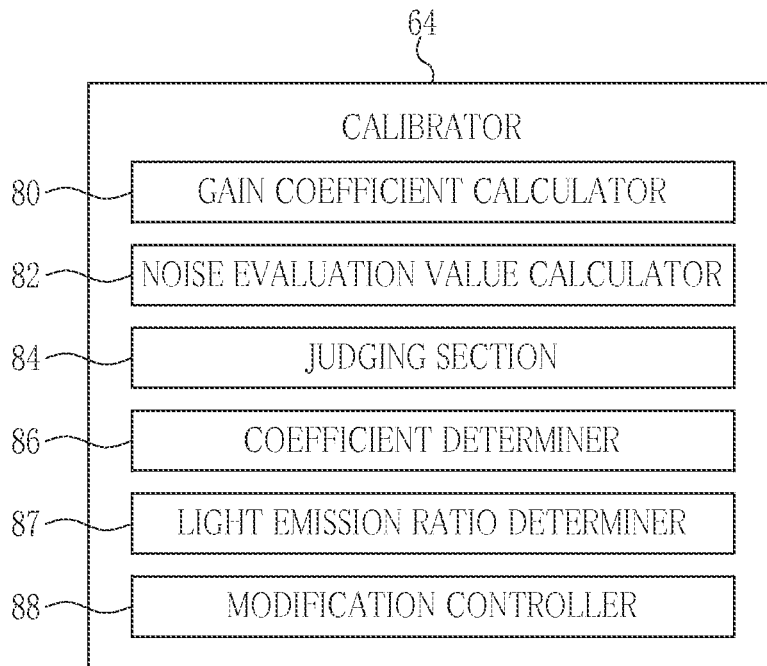 64
CALIBRATOR
80 GAIN COEFFICIENT CALCULATOR
82 NOISE EVALUATION VALUE CALCULATOR
84 JUDGING SECTION
86 COEFFICIENT DETERMINER
87 LIGHT EMISSION RATIO DETERMINER
88 MODIFICATION CONTROLLER